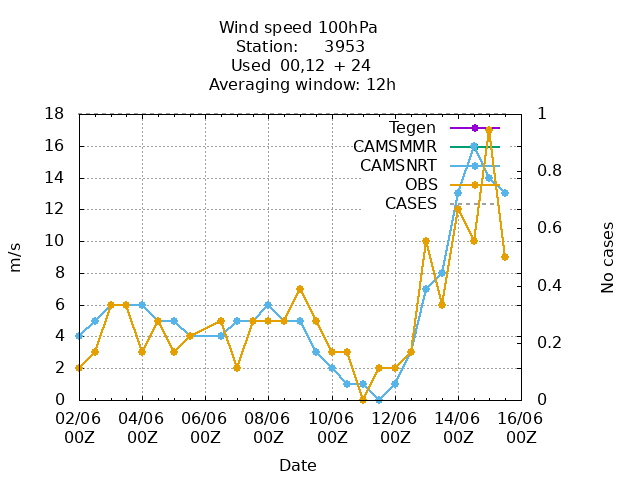 Wind speed 100hPa
Station: 3953
Used 00,12 + 24
Averaging window: 12h
18 1
16
14 0.8
12
10 0.6
8
6 0.4
4
2 0.2
0 0
Tegen
CAMSMMR
CAMSNRT
OBS
CASES
m/s
No cases
02/06 04/06 06/06 08/06 10/06 12/06 14/06 16/06
00Z 00Z 00Z 00Z 00Z 00Z 00Z 00Z
Date